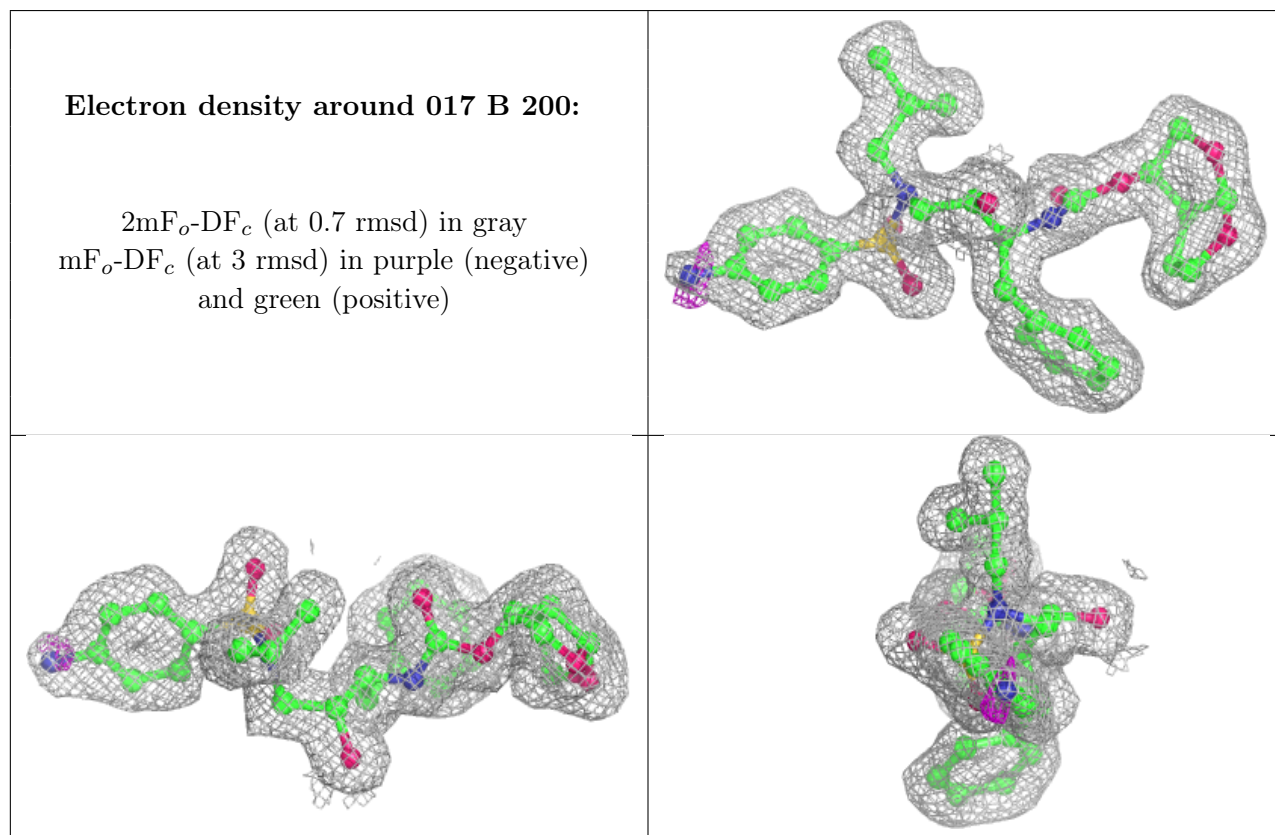 Electron density around 017 B 200:
2mFo-DFc (at 0.7 rmsd) in gray
mFo-DFc (at 3 rmsd) in purple (negative)
and green (positive)